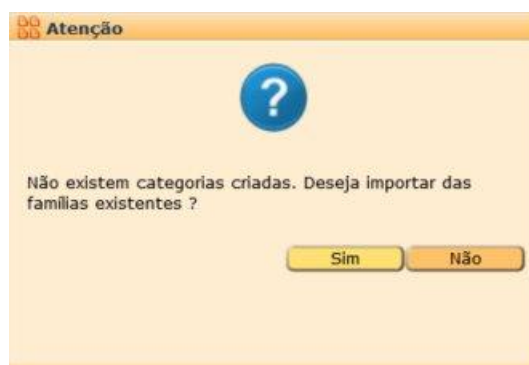 Atenção
Não existem categorias criadas. Deseja importar das
famílias existentes ?
Sim
Não